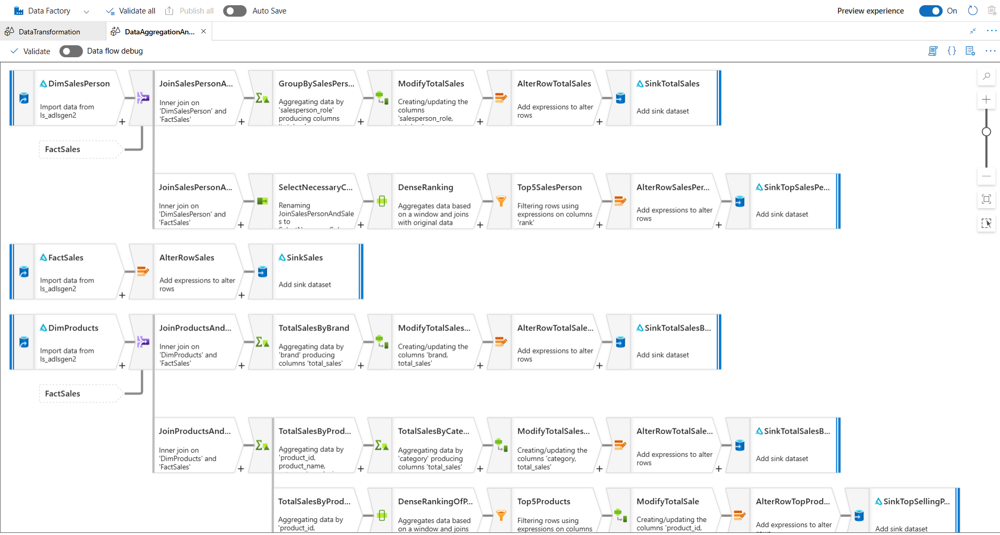 Data Factory
Validate all
Publish all
Auto Save
Preview experience
On
DataTransformation
DataAggregationAn...
Validate
Data flow debug
DimSalesPerson
Import data from
ls_adlsgen2
JoinSalesPersonA...
Inner join on
'DimSalesPerson' and
'FactSales'
GroupBySalesPers...
Aggregating data by
'salesperson_role'
producing columns
ModifyTotalSales
Creating/updating the
columns
'salesperson_role,
AlterRowTotalSales
Add expressions to alter
rows
SinkTotalSales
Add sink dataset
FactSales
JoinSalesPersonA...
Inner join on
'DimSalesPerson' and
'FactSales'
SelectNecessaryC...
Renaming
JoinSalesPersonAndSale
s to
DenseRanking
Aggregates data based
on a window and joins
with original data
Top5SalesPerson
Filtering rows using
expressions on columns
'rank'
AlterRowSalesPer...
Add expressions to alter
rows
SinkTopSalesPe...
Add sink dataset
FactSales
Import data from
ls_adlsgen2
AlterRowSales
Add expressions to alter
rows
SinkSales
Add sink dataset
DimProducts
Import data from
ls_adlsgen2
JoinProductsAnd...
Inner join on
'DimProducts' and
'FactSales'
TotalSalesByBrand
Aggregating data by
'brand' producing
columns 'total_sales'
ModifyTotalSales...
Creating/updating the
columns 'brand,
total_sales'
AlterRowTotalSale...
Add expressions to alter
rows
SinkTotalSalesB...
Add sink dataset
FactSales
JoinProductsAnd...
Inner join on
'DimProducts' and
'FactSales'
TotalSalesByProd...
Aggregating data by
'product_id,
product_name,
TotalSalesByCate...
Aggregating data by
'category' producing
columns 'total_sales'
ModifyTotalSales...
Creating/updating the
columns 'category,
total_sales'
AlterRowTotalSale...
Add expressions to alter
rows
SinkTotalSalesB...
Add sink dataset
TotalSalesByProd...
Aggregating data by
'product_id,
DenseRankingOfP...
Aggregates data based
on a window and joins
Top5Products
Filtering rows using
expressions on columns
ModifyTotalSale
Creating/updating the
columns 'product_id,
AlterRowTopProd...
Add expressions to alter
SinkTopSellingP...
Add sink dataset